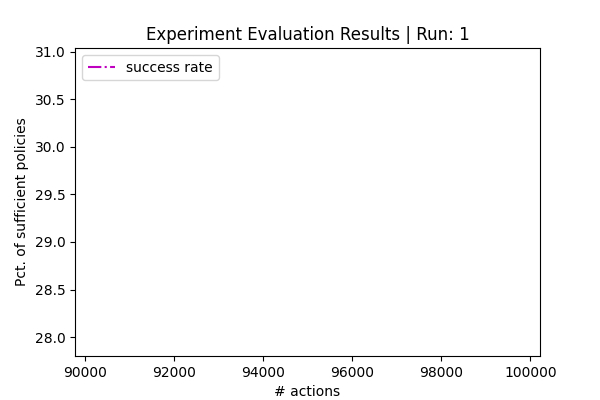 Experiment Evaluation Results | Run: 1
success rate
Pct. of sufficient policies
31.0
30.5
30.0
29.5
29.0
28.5
28.0
90000 92000 94000 96000 98000 100000
# actions